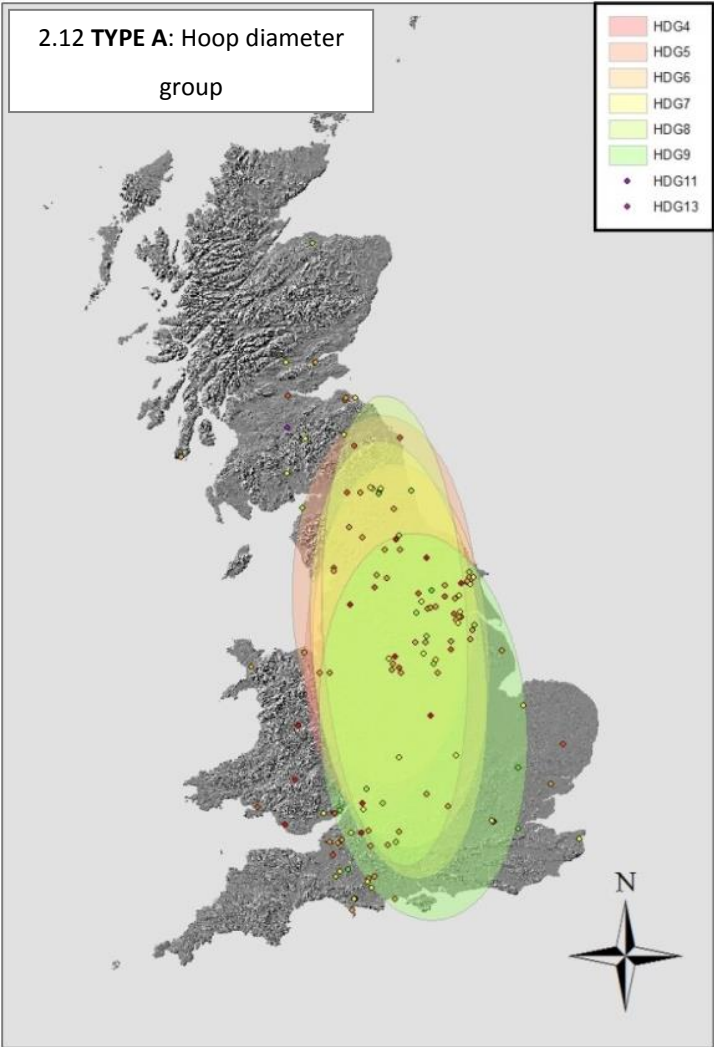 2.12 TYPE A: Hoop diameter
group
HDG4
HDG5
HDG6
HDG7
HDG8
HDG9
HDG11
HDG13
N